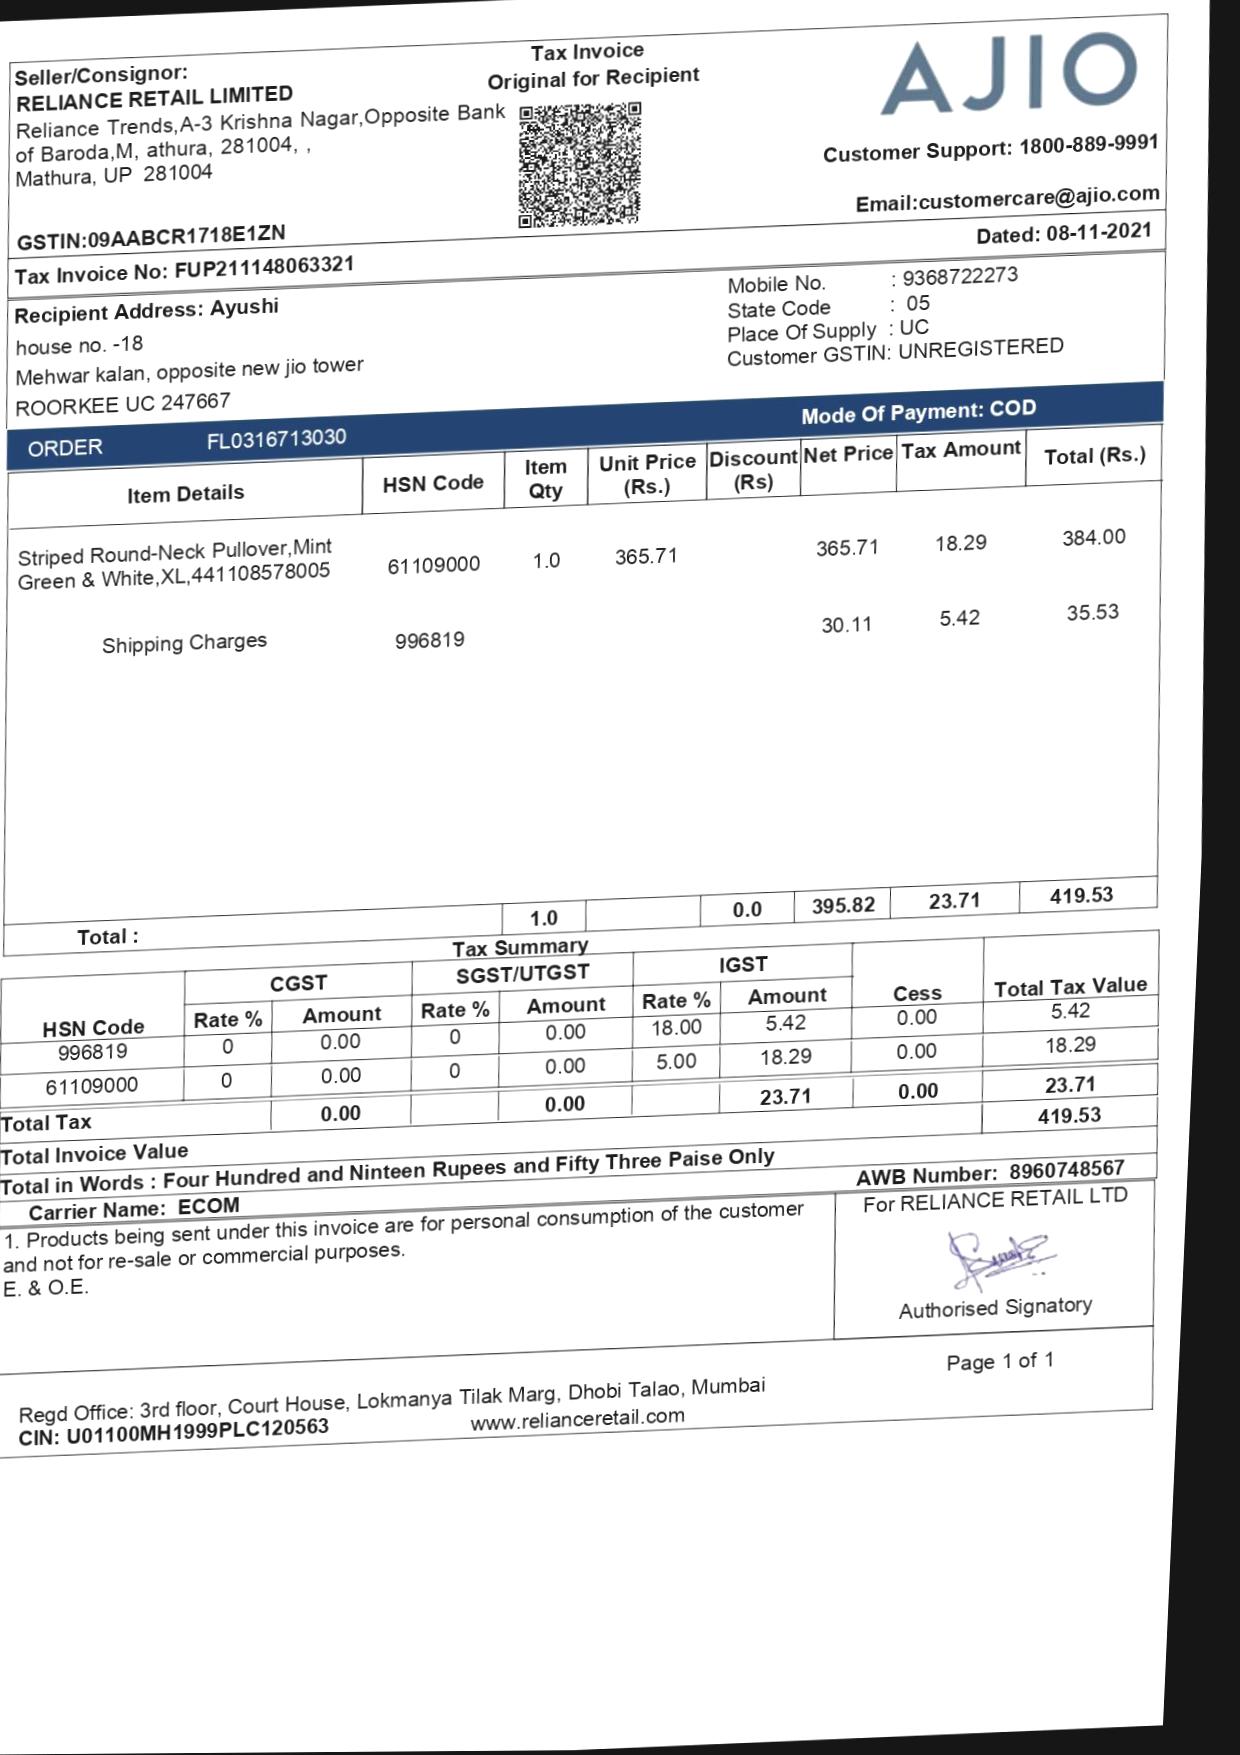 Tax Invoice
Original for Recipient
AJIO
Seller/Consignor:
RELIANCE RETAIL LIMITED
Reliance Trends,A-3 Krishna Nagar,Opposite Bank
of Baroda,M, athura, 281004, ,
Mathura, UP 281004
Customer Support: 1800-889-9991
Email:customercare@ajio.com
GSTIN:09AABCR1718E1ZN
Dated: 08-11-2021
Tax Invoice No: FUP211148063321
Recipient Address: Ayushi
house no. -18
Mehwar kalan, opposite new jio tower
ROORKEE UC 247667
Mobile No. : 9368722273
State Code : 05
Place Of Supply : UC
Customer GSTIN: UNREGISTERED
ORDER FL0316713030 Mode Of Payment: COD
Item Details HSN Code Item Qty Unit Price (Rs.) Discount (Rs) Net Price Tax Amount Total (Rs.)
Striped Round-Neck Pullover,Mint
Green & White,XL,441108578005 61109000 1.0 365.71 365.71 18.29 384.00
Shipping Charges 996819 30.11 5.42 35.53
Total : 1.0 0.0 395.82 23.71 419.53
Tax Summary
HSN Code CGST SGST/UTGST IGST Cess Total Tax Value
Rate % Amount Rate % Amount Rate % Amount
996819 0 0.00 0 0.00 18.00 5.42 0.00 5.42
61109000 0 0.00 0 0.00 5.00 18.29 0.00 18.29
Total Tax 0.00 0.00 23.71 0.00 23.71
Total Invoice Value 419.53
Total in Words : Four Hundred and Ninteen Rupees and Fifty Three Paise Only
Carrier Name: ECOM AWB Number: 8960748567
1. Products being sent under this invoice are for personal consumption of the customer
and not for re-sale or commercial purposes.
E. & O.E.
For RELIANCE RETAIL LTD
Authorised Signatory
Page 1 of 1
Regd Office: 3rd floor, Court House, Lokmanya Tilak Marg, Dhobi Talao, Mumbai
CIN: U01100MH1999PLC120563 www.relianceretail.com